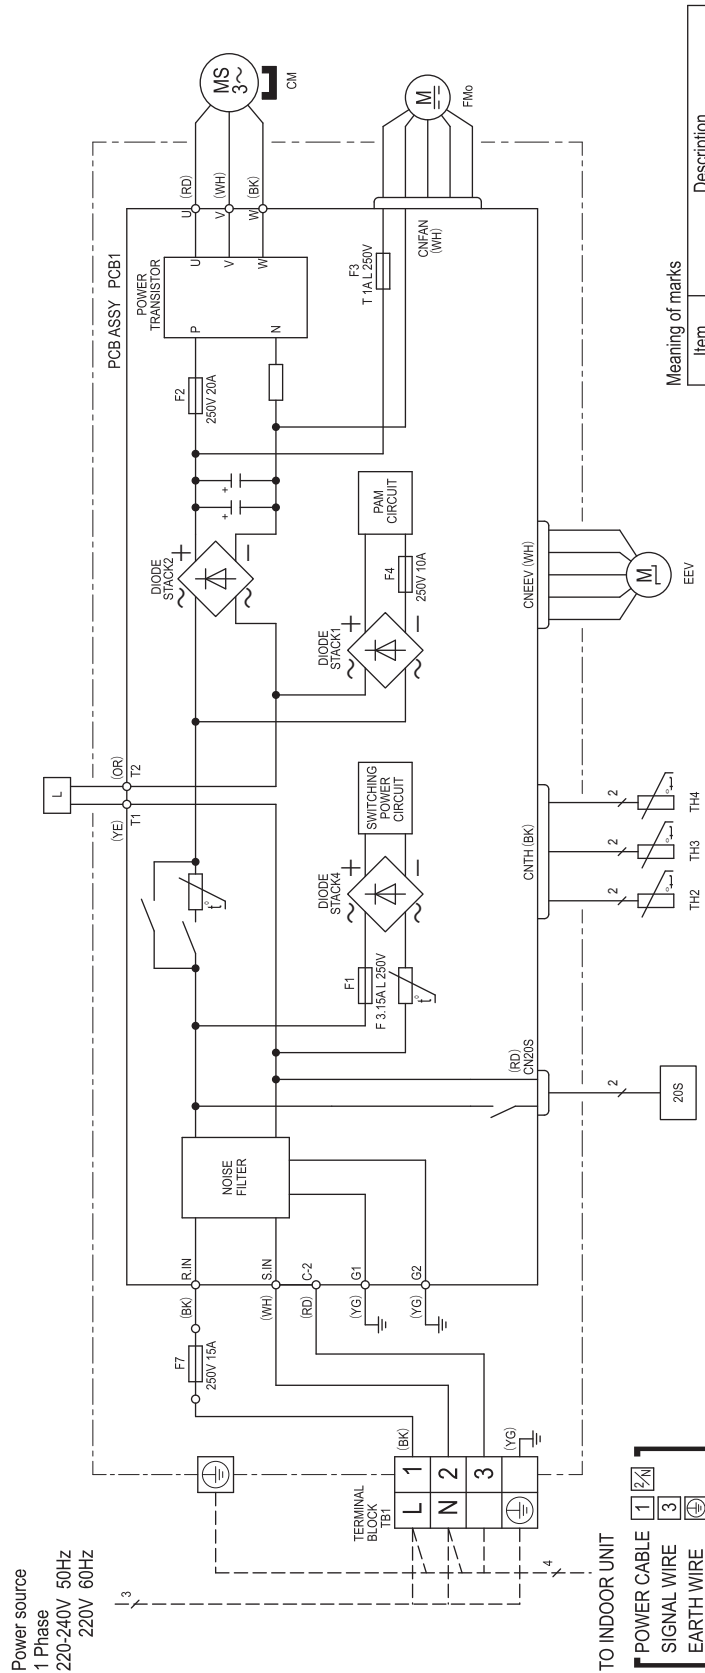 Power source
1 Phase
220-240V 50Hz
220V 60Hz
3
TERMINAL
BLOCK
TB1
L 1
N 2
3
(BK)
(YG)
4
TO INDOOR UNIT
POWER CABLE 1 2/N
SIGNAL WIRE 3
EARTH WIRE
F7
250V 15A
(BK)
R.IN
(WH)
S.IN
(RD)
C-2
(YG)
G1
(YG)
G2
NOISE
FILTER
(RD)
CN20S
2
20S
t°
F1
F 3.15A L 250V
t°
DIODE
STACK4
SWITCHING
POWER
CIRCUIT
L
(YE)
T1
(OR)
T2
CNTH (BK)
2
2
2
t°
t°
t°
TH2
TH3
TH4
DIODE
STACK1
F4
250V 10A
PAM
CIRCUIT
DIODE
STACK2
+
+
CNEEV (WH)
M
EEV
F2
250V 20A
PCB ASSY PCB1
POWER
TRANSISTOR
P
N
U
V
W
U
V
W
(RD)
(WH)
(BK)
MS
3~
CM
F3
T 1A L 250V
CNFAN
(WH)
M
FMo
Meaning of marks
Item
Description